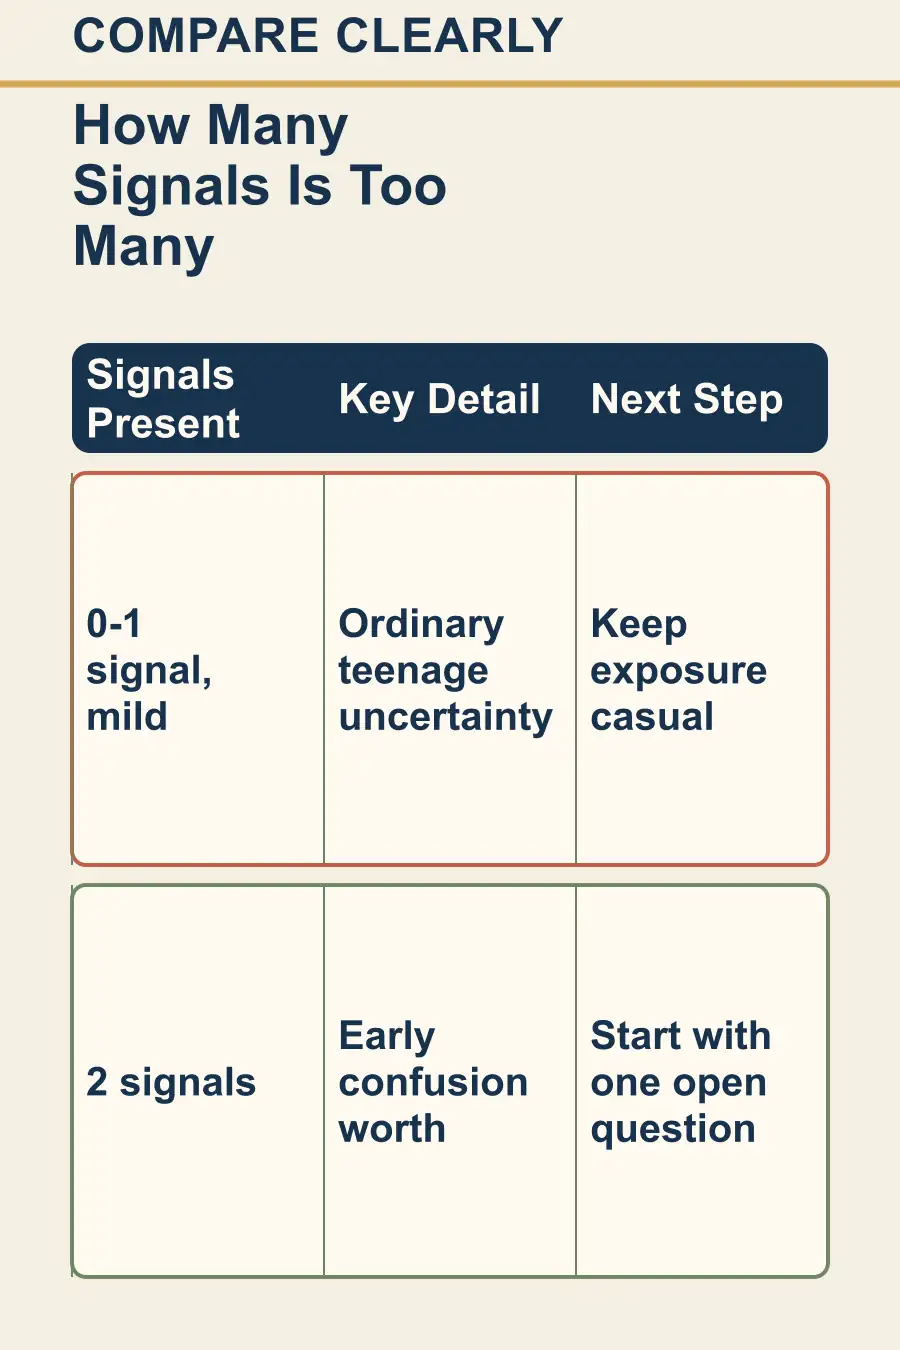 COMPARE CLEARLY
How Many
Signals Is Too
Many
Signals
Present
Key Detail
Next Step
0-1
signal,
mild
Ordinary
teenage
uncertainty
Keep
exposure
casual
2 signals
Early
confusion
worth
Start with
one open
question